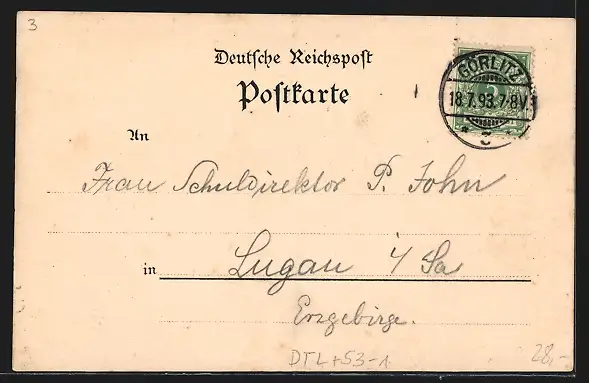 3
Deutsche Reichspost
Postkarte
GÖRLITZ
18.7.93.7-8V.
An
Frau Schuldirektor P. John
in Lugau i/Sa
Erzgebirge.
DTL+53-1
28,-